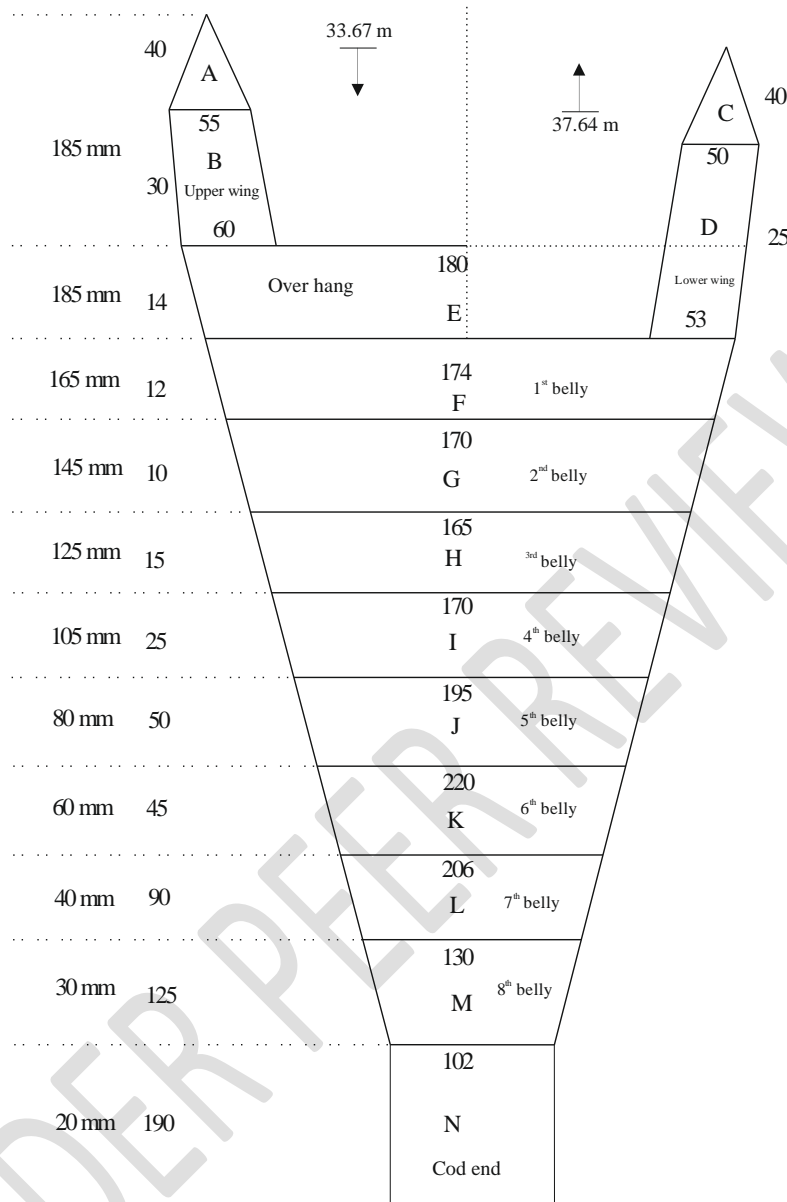 33.67 m
40
A
C
40
37.64 m
55
50
185 mm
B
30
Upper wing
D
60
25
180
Over hang
Lower wing
185 mm
14
E
53
174
165 mm
12
1st belly
F
170
145 mm
10
G
2nd belly
165
125 mm
15
H
3rd belly
170
105 mm
25
I
4th belly
195
80 mm
50
J
5th belly
220
60 mm
45
K
6th belly
206
40 mm
90
L
7th belly
130
30 mm
125
M
8th belly
102
20 mm
190
N
Cod end
DER PEER REVIEW